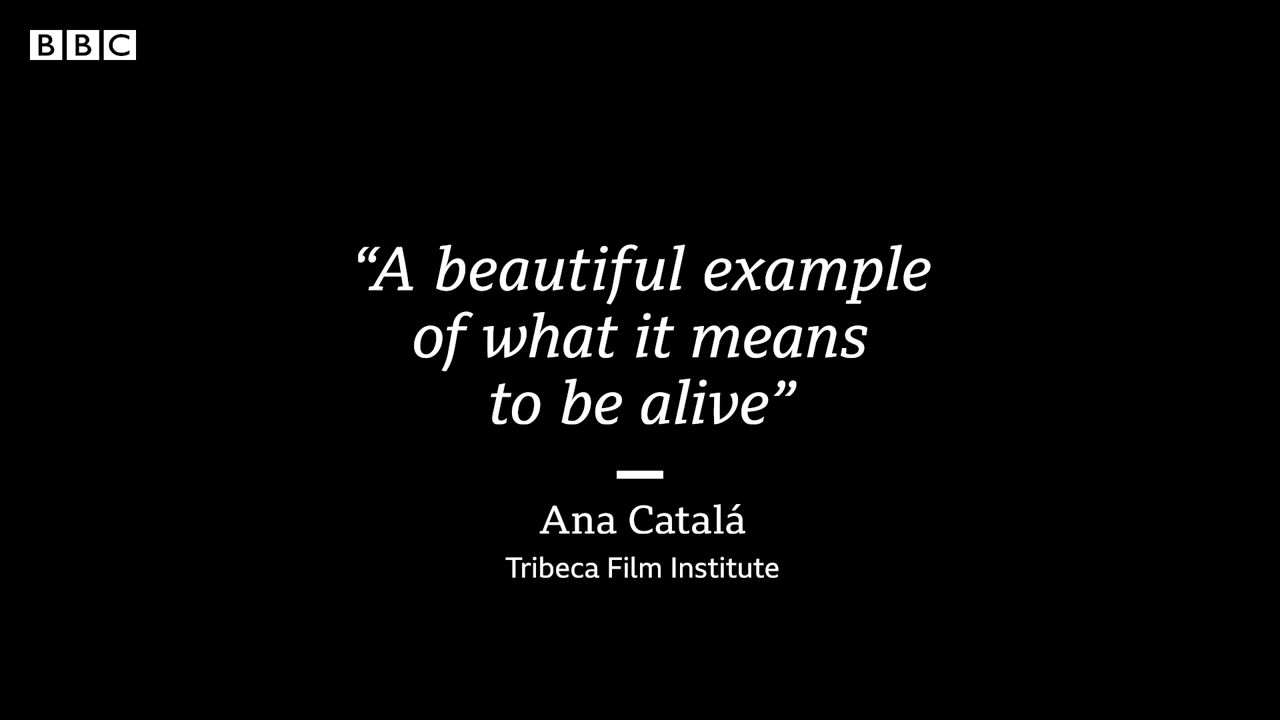 BBC
“A beautiful example
of what it means
to be alive”
Ana Catalá
Tribeca Film Institute